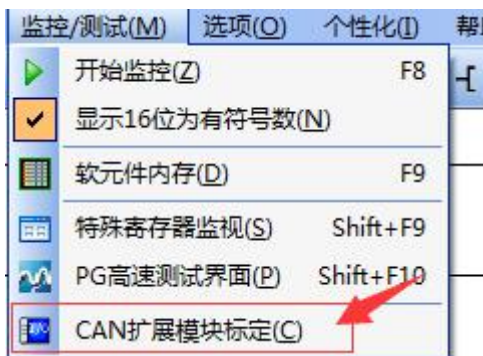 监控/测试(M) 选项(O) 个性化(I) 帮
开始监控(Z) F8
显示16位为有符号数(N)
软元件内存(D) F9
特殊寄存器监视(S) Shift+F9
PG高速测试界面(P) Shift+F10
CAN扩展模块标定(C)